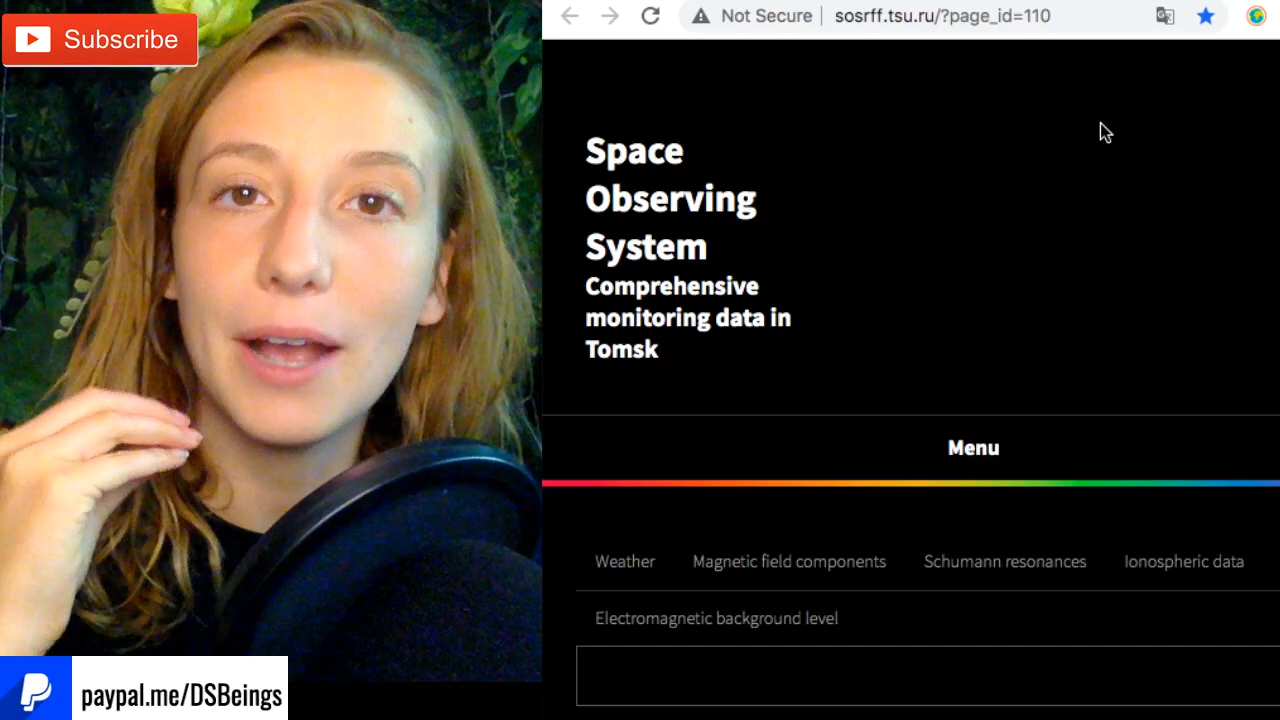 Subscribe
paypal.me/DSBeings
Not Secure | sosrff.tsu.ru/?page_id=110
Space
Observing
System
Comprehensive
monitoring data in
Tomsk
Menu
Weather Magnetic field components Schumann resonances Ionospheric data
Electromagnetic background level